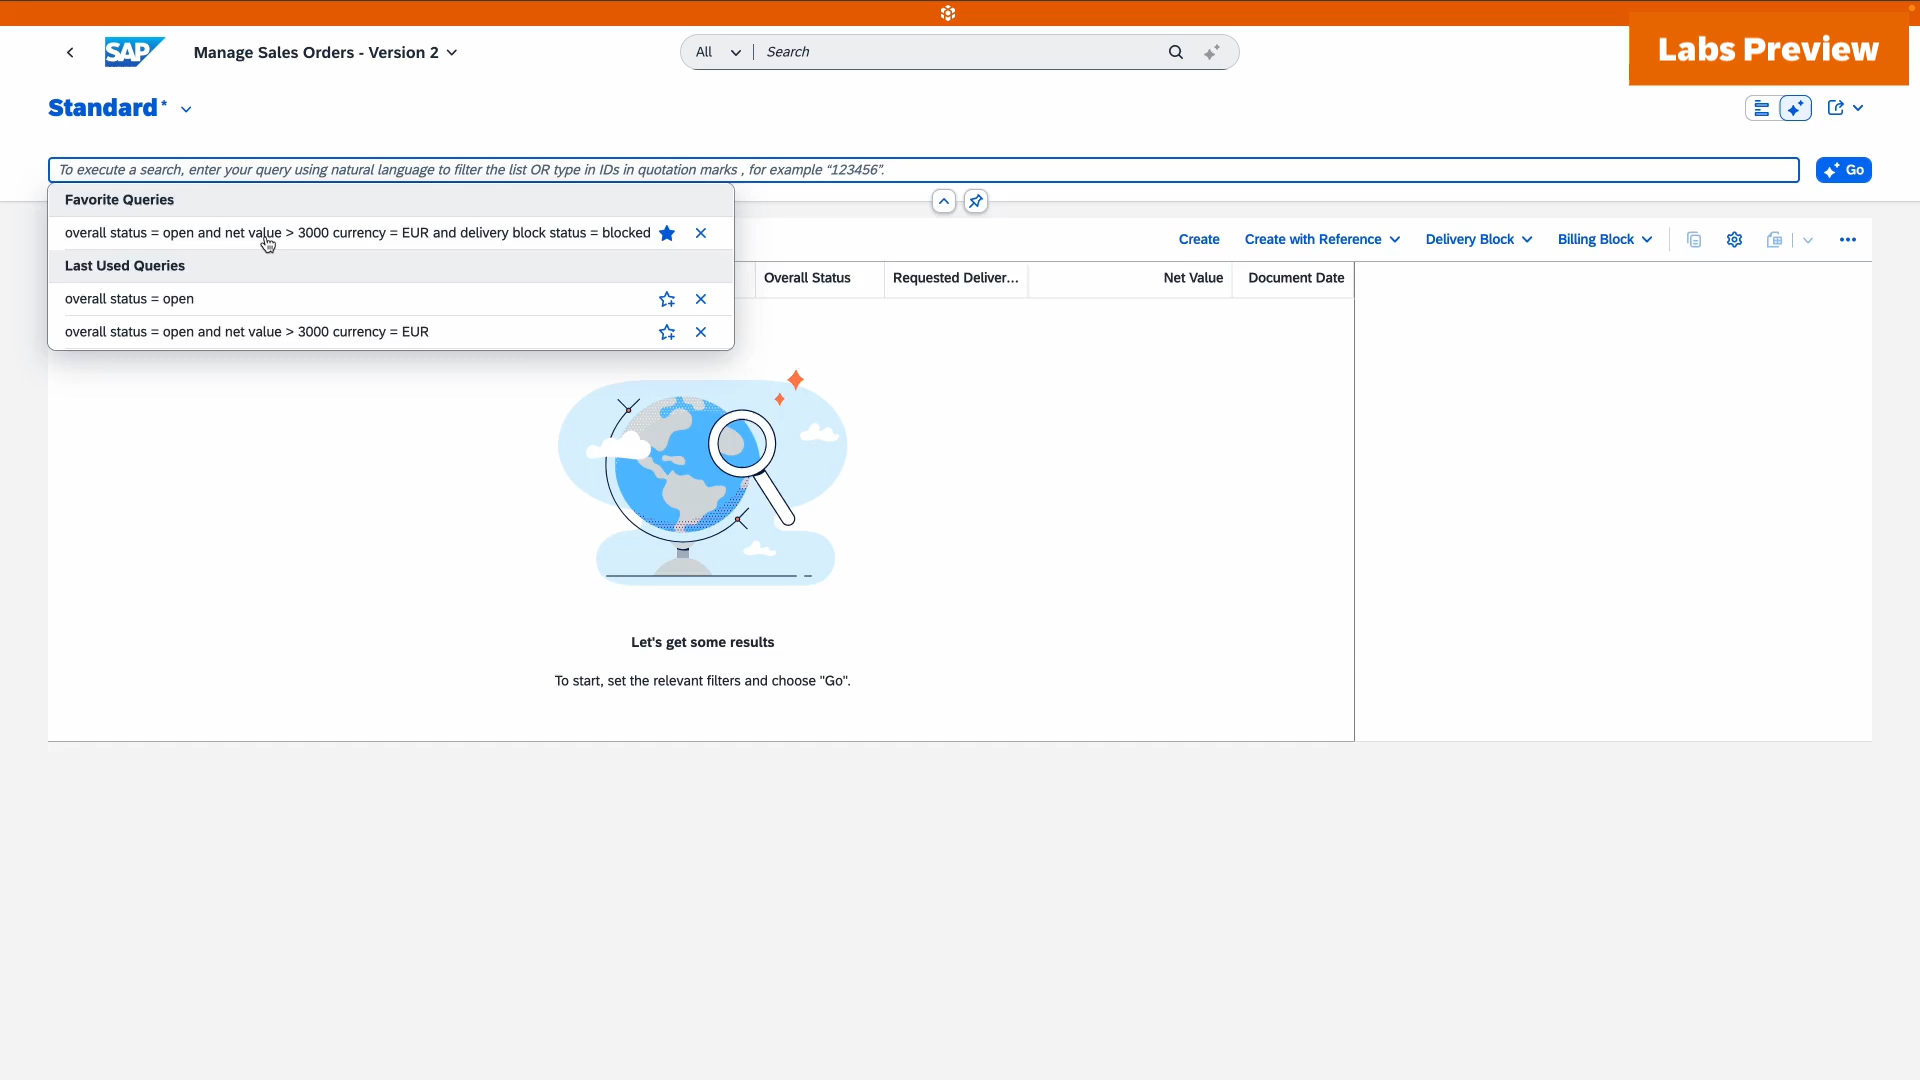 SAP
Manage Sales Orders - Version 2
All
Search
Labs Preview
Standard*
To execute a search, enter your query using natural language to filter the list OR type in IDs in quotation marks , for example “123456”.
Go
Favorite Queries
overall status = open and net value > 3000 currency = EUR and delivery block status = blocked
Last Used Queries
overall status = open
overall status = open and net value > 3000 currency = EUR
Create
Create with Reference
Delivery Block
Billing Block
Overall Status
Requested Deliver...
Net Value
Document Date
Let's get some results
To start, set the relevant filters and choose "Go".